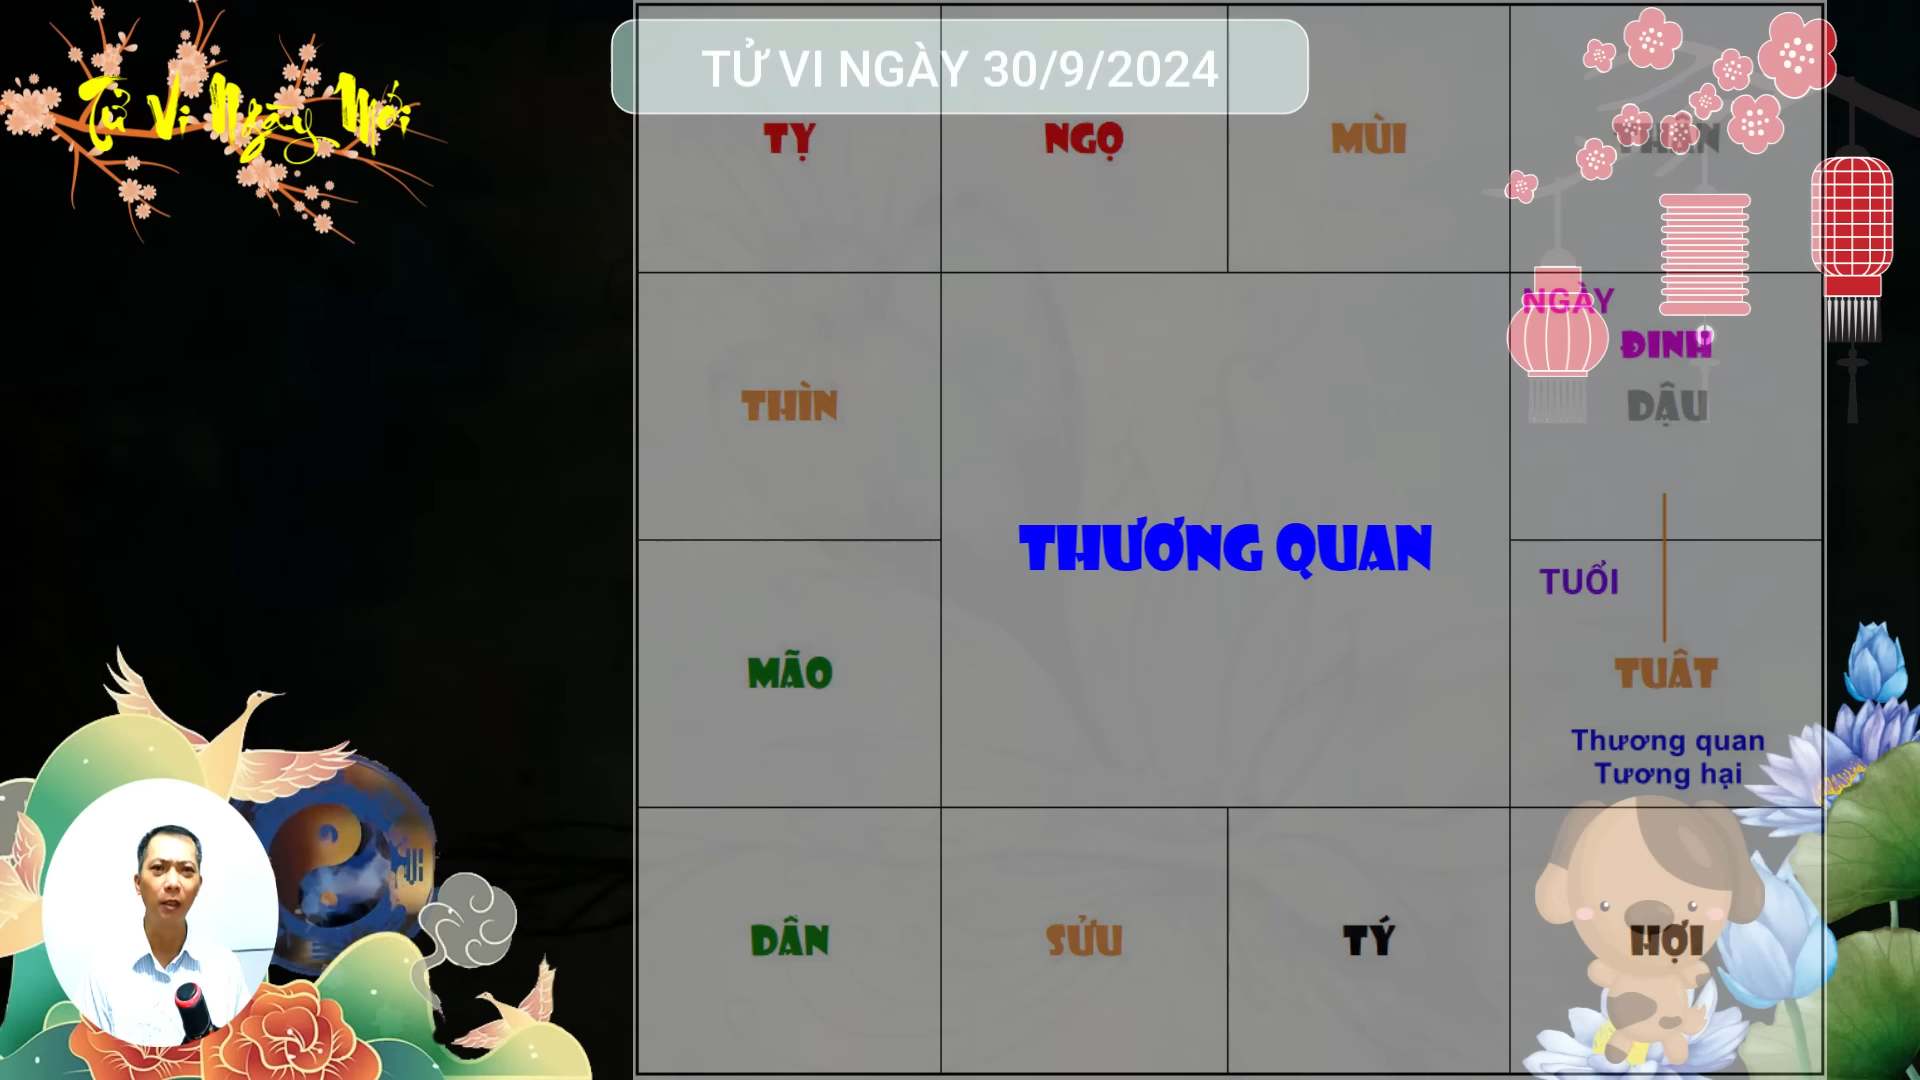 Tử Vi Ngày Mới
TỬ VI NGÀY 30/9/2024
TỴ
NGỌ
MÙI
THÂN
THÌN
NGÀY
ĐINH
DẬU
THƯƠNG QUAN
MÃO
TUỔI
TUẤT
Thương quan
Tương hại
DẦN
SỬU
TÝ
HỢI